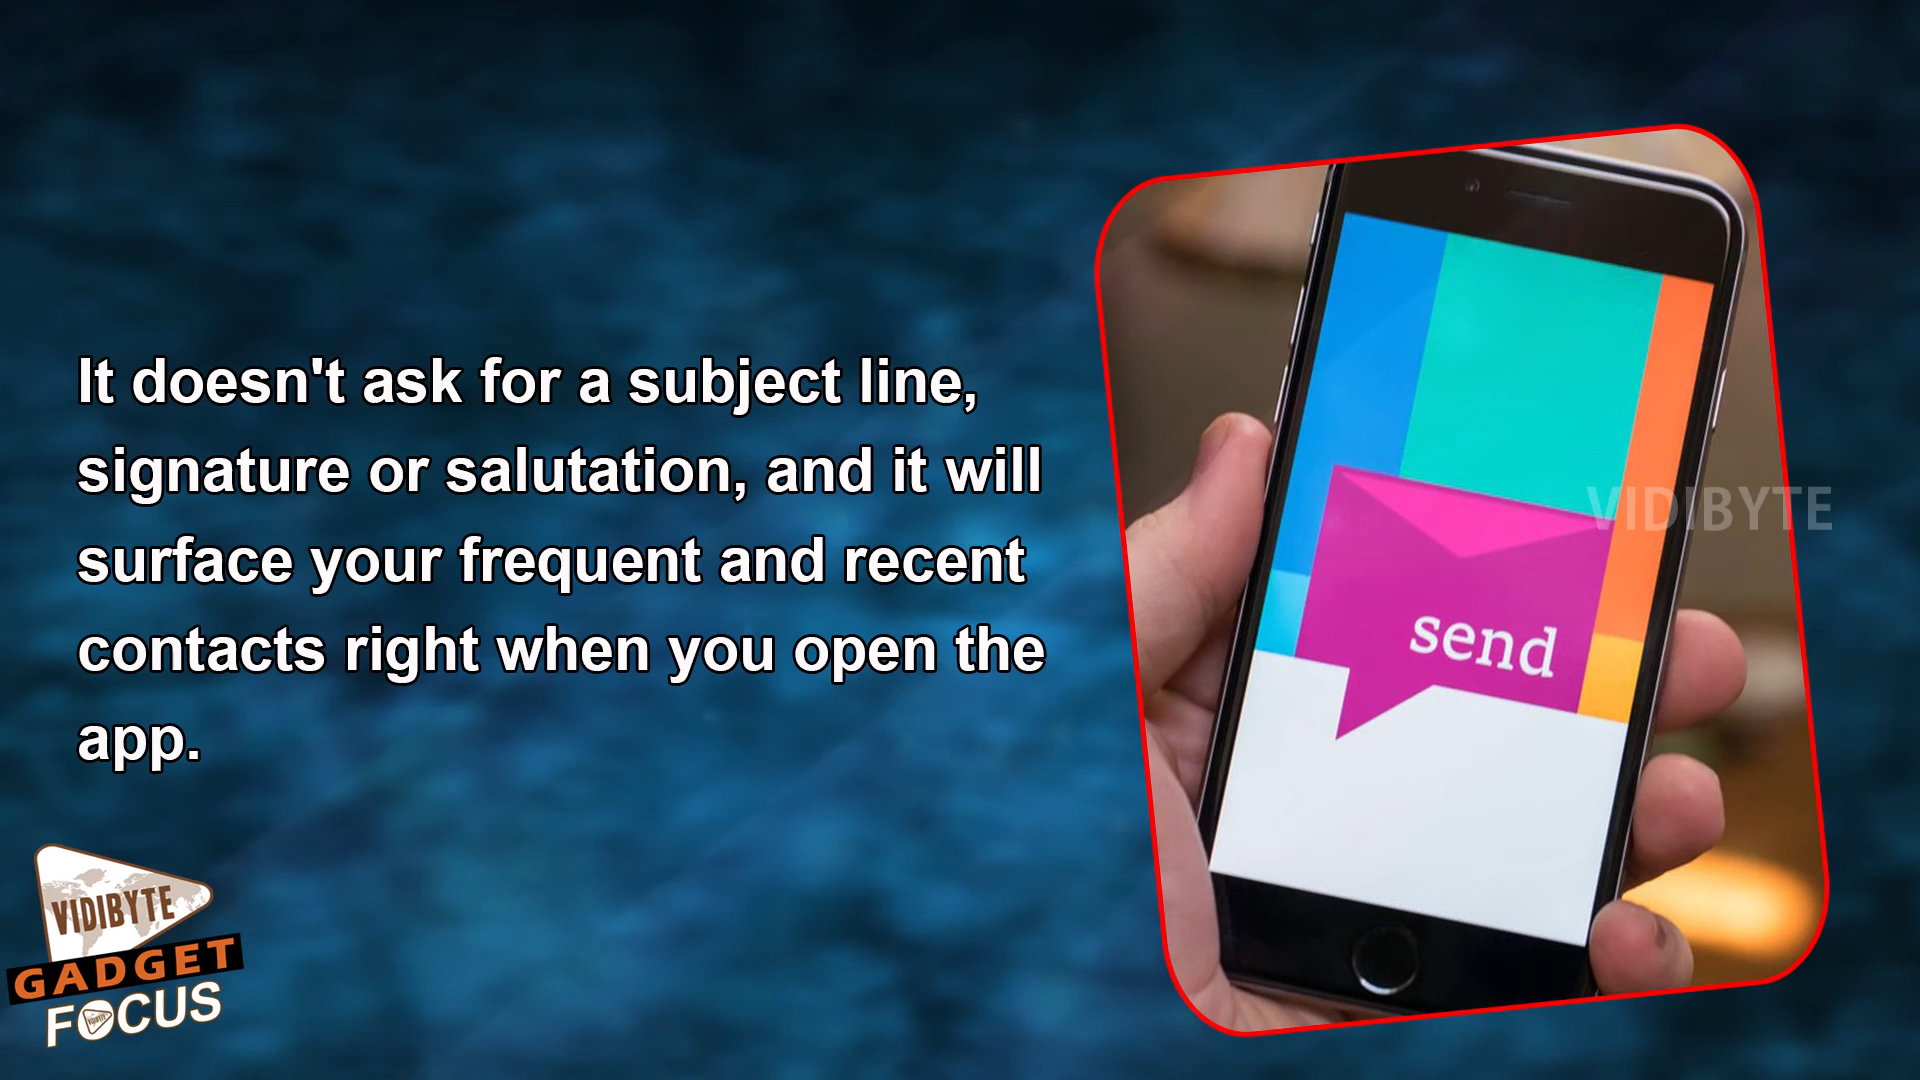 It doesn't ask for a subject line,
signature or salutation, and it will
surface your frequent and recent
contacts right when you open the
app.
send
VIDIBYTE
VIDIBYTE
GADGET
FOCUS
VIDIBYTE